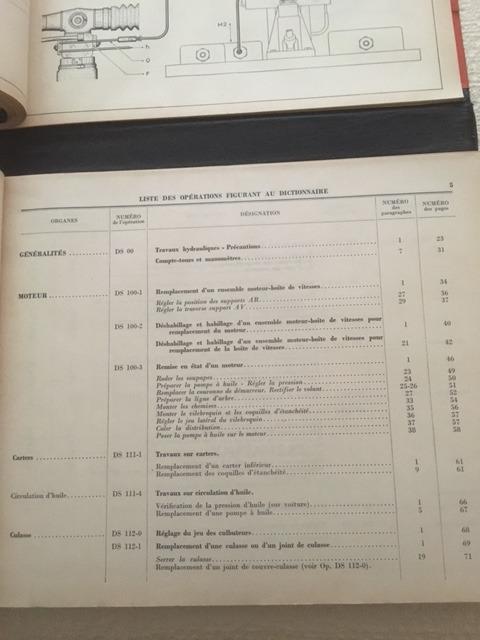 M2
h
Q
F
5
LISTE DES OPÉRATIONS FIGURANT AU DICTIONNAIRE
ORGANES NUMÉRO de l'opération DÉSIGNATION NUMÉRO des paragraphes NUMÉRO des pages
GÉNÉRALITÉS DS 00 Travaux hydrauliques - Précautions 1 23
Compte-tours et manomètres 7 31
MOTEUR DS 100-1 Remplacement d'un ensemble moteur-boîte de vitesses 1 34
Régler la position des supports AR. 27 36
Régler la traverse support AV. 29 37
DS 100-2 Déshabillage et habillage d'un ensemble moteur-boîte de vitesses pour
remplacement du moteur 1 40
Déshabillage et habillage d'un ensemble moteur-boîte de vitesses pour
remplacement de la boîte de vitesses 21 42
DS 100-3 Remise en état d'un moteur 1 46
Roder les soupapes 23 49
Préparer la pompe à huile - Régler la pression 24 50
Remplacer la couronne de démarreur. Rectifier le volant 25-26 51
Préparer la ligne d'arbre 27 52
Monter les chemises 33 54
Monter le vilebrequin et les coquilles d'étanchéité 35 56
Régler le jeu latéral du vilebrequin 36 57
Caler la distribution 37 57
Poser la pompe à huile sur le moteur 38 58
Carters DS 111-1 Travaux sur carters.
Remplacement d'un carter inférieur 1 61
Remplacement des coquilles d'étanchéité 9 61
Circulation d'huile DS 111-4 Travaux sur circulation d'huile.
Vérification de la pression d'huile (sur voiture) 1 66
Remplacement d'une pompe à huile 5 67
Culasse DS 112-0 Réglage du jeu des culbuteurs 1 68
DS 112-1 Remplacement d'une culasse ou d'un joint de culasse 1 69
Serrer la culasse 19 71
Remplacement d'un joint de couvre-culasse (voir Op. DS 112-0).